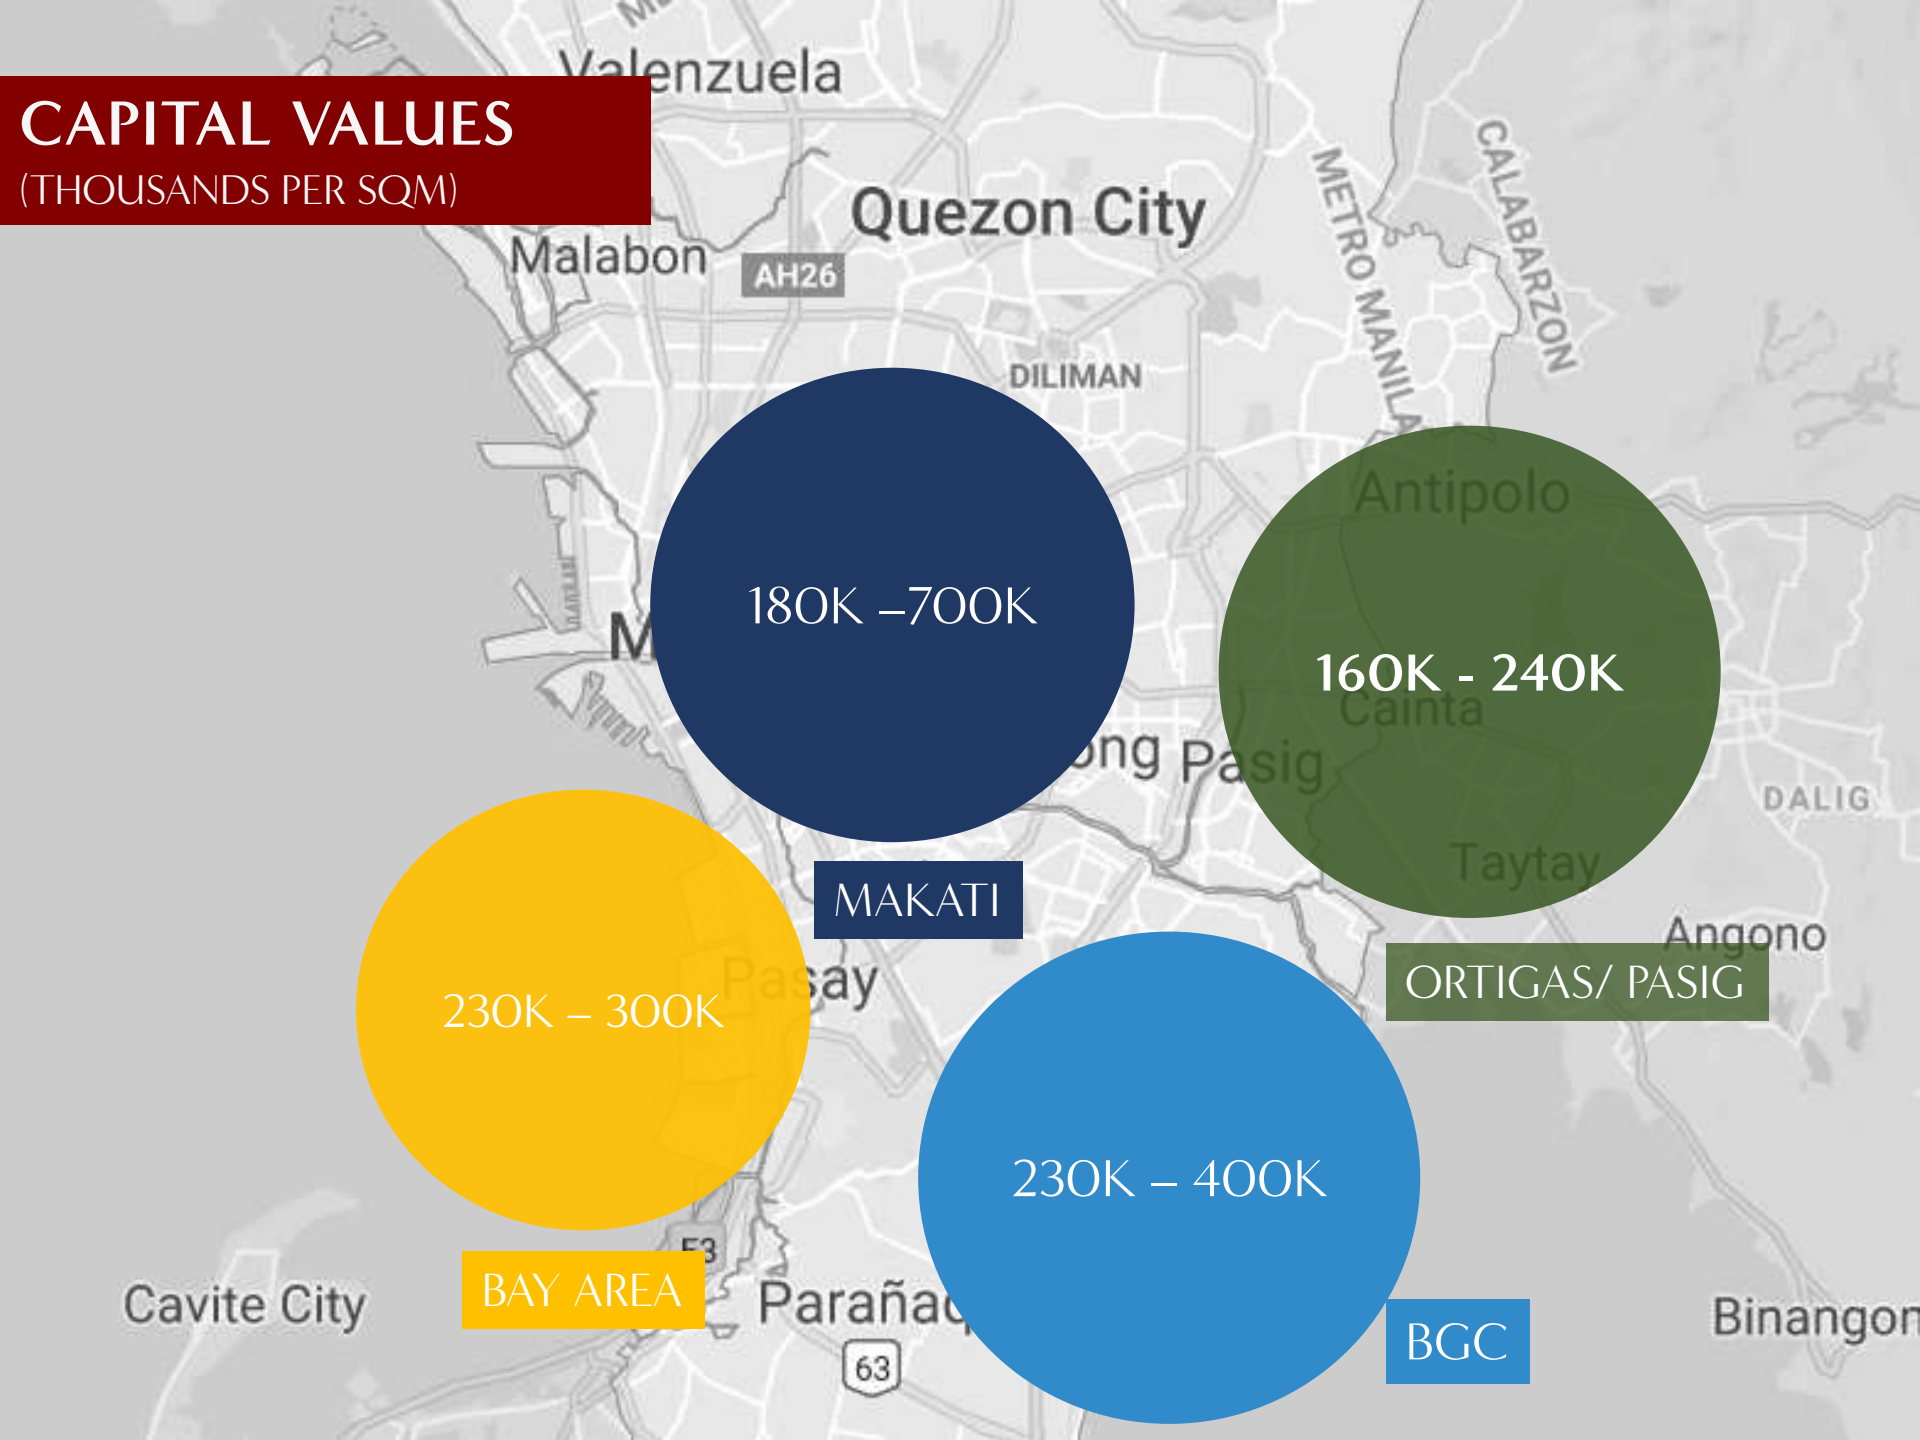 Valenzuela
CAPITAL VALUES
(THOUSANDS PER SQM)
Quezon City
Malabon
AH26
METRO MANILA
CALABARZON
DILIMAN
Antipolo
180K –700K
160K - 240K
Cainta
Pasig
DALIG
Taytay
MAKATI
Angono
ORTIGAS/ PASIG
Pasay
230K – 300K
230K – 400K
E3
BAY AREA
Cavite City
Parañaq
BGC
Binangon
63